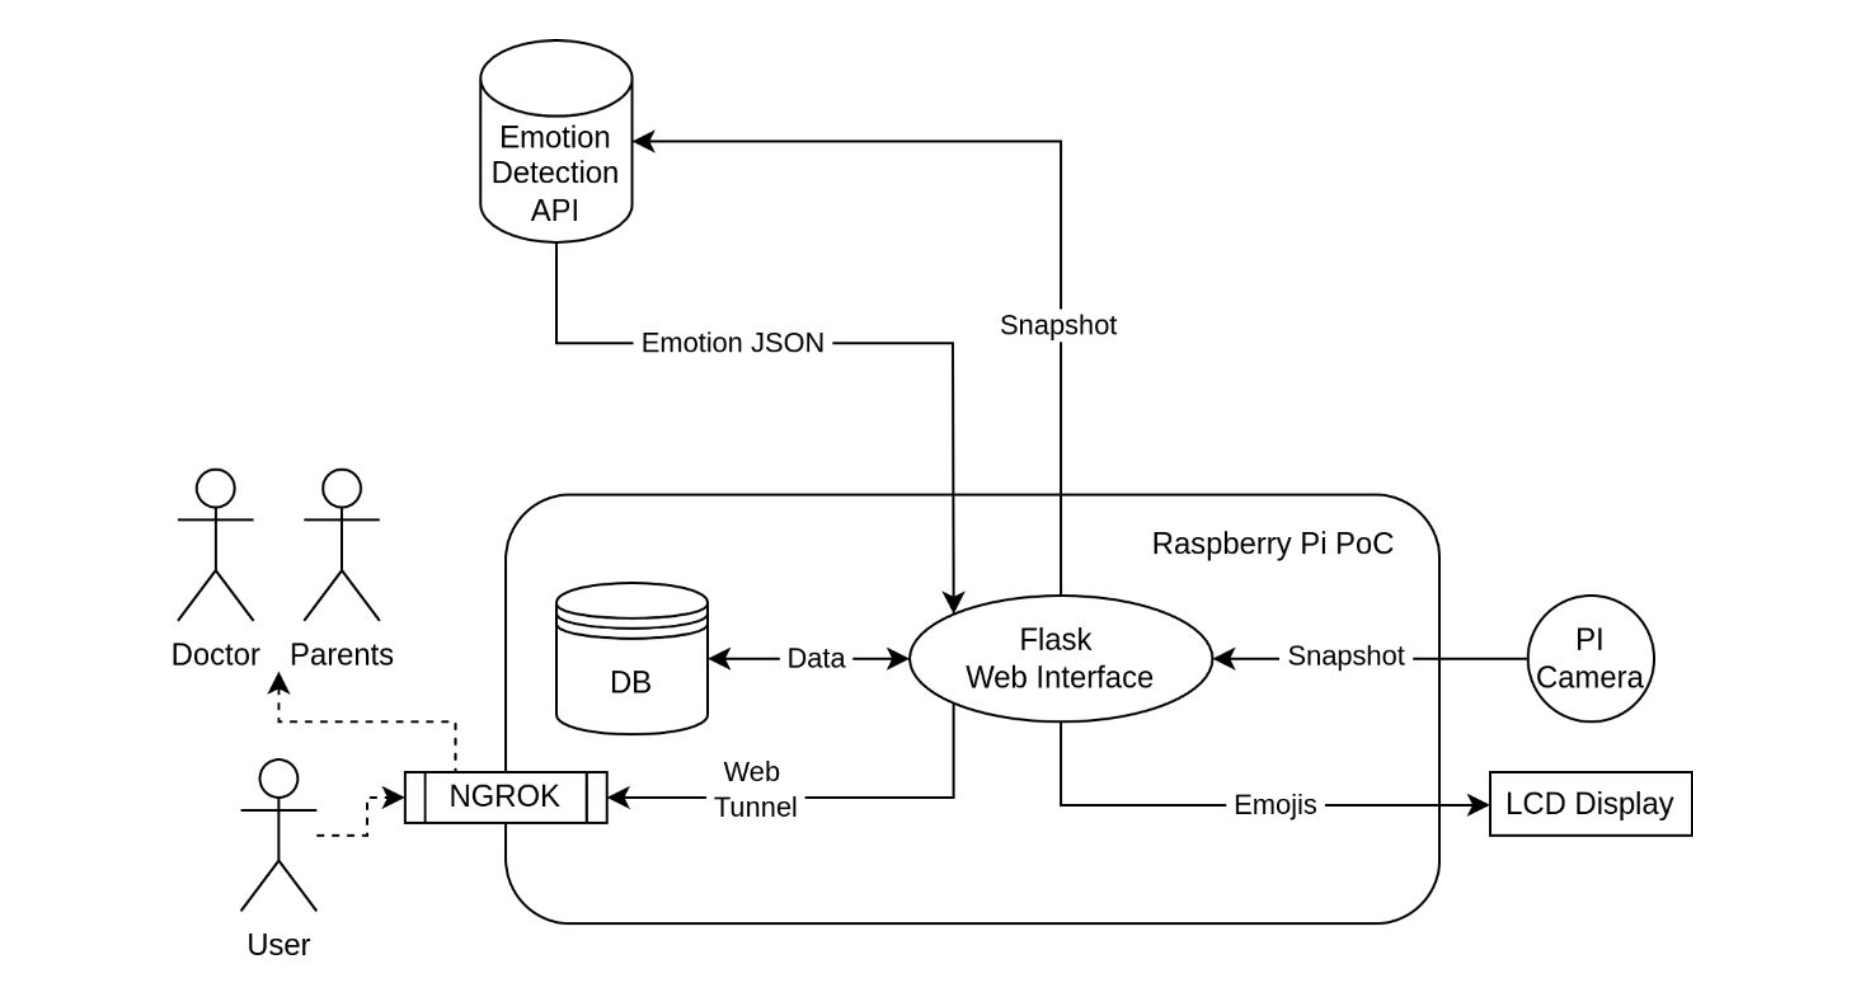 Emotion
Detection
API
Snapshot
Emotion JSON
Raspberry Pi PoC
Doctor
Parents
DB
Data
Flask
Web Interface
Snapshot
PI
Camera
NGROK
Web
Tunnel
Emojis
LCD Display
User